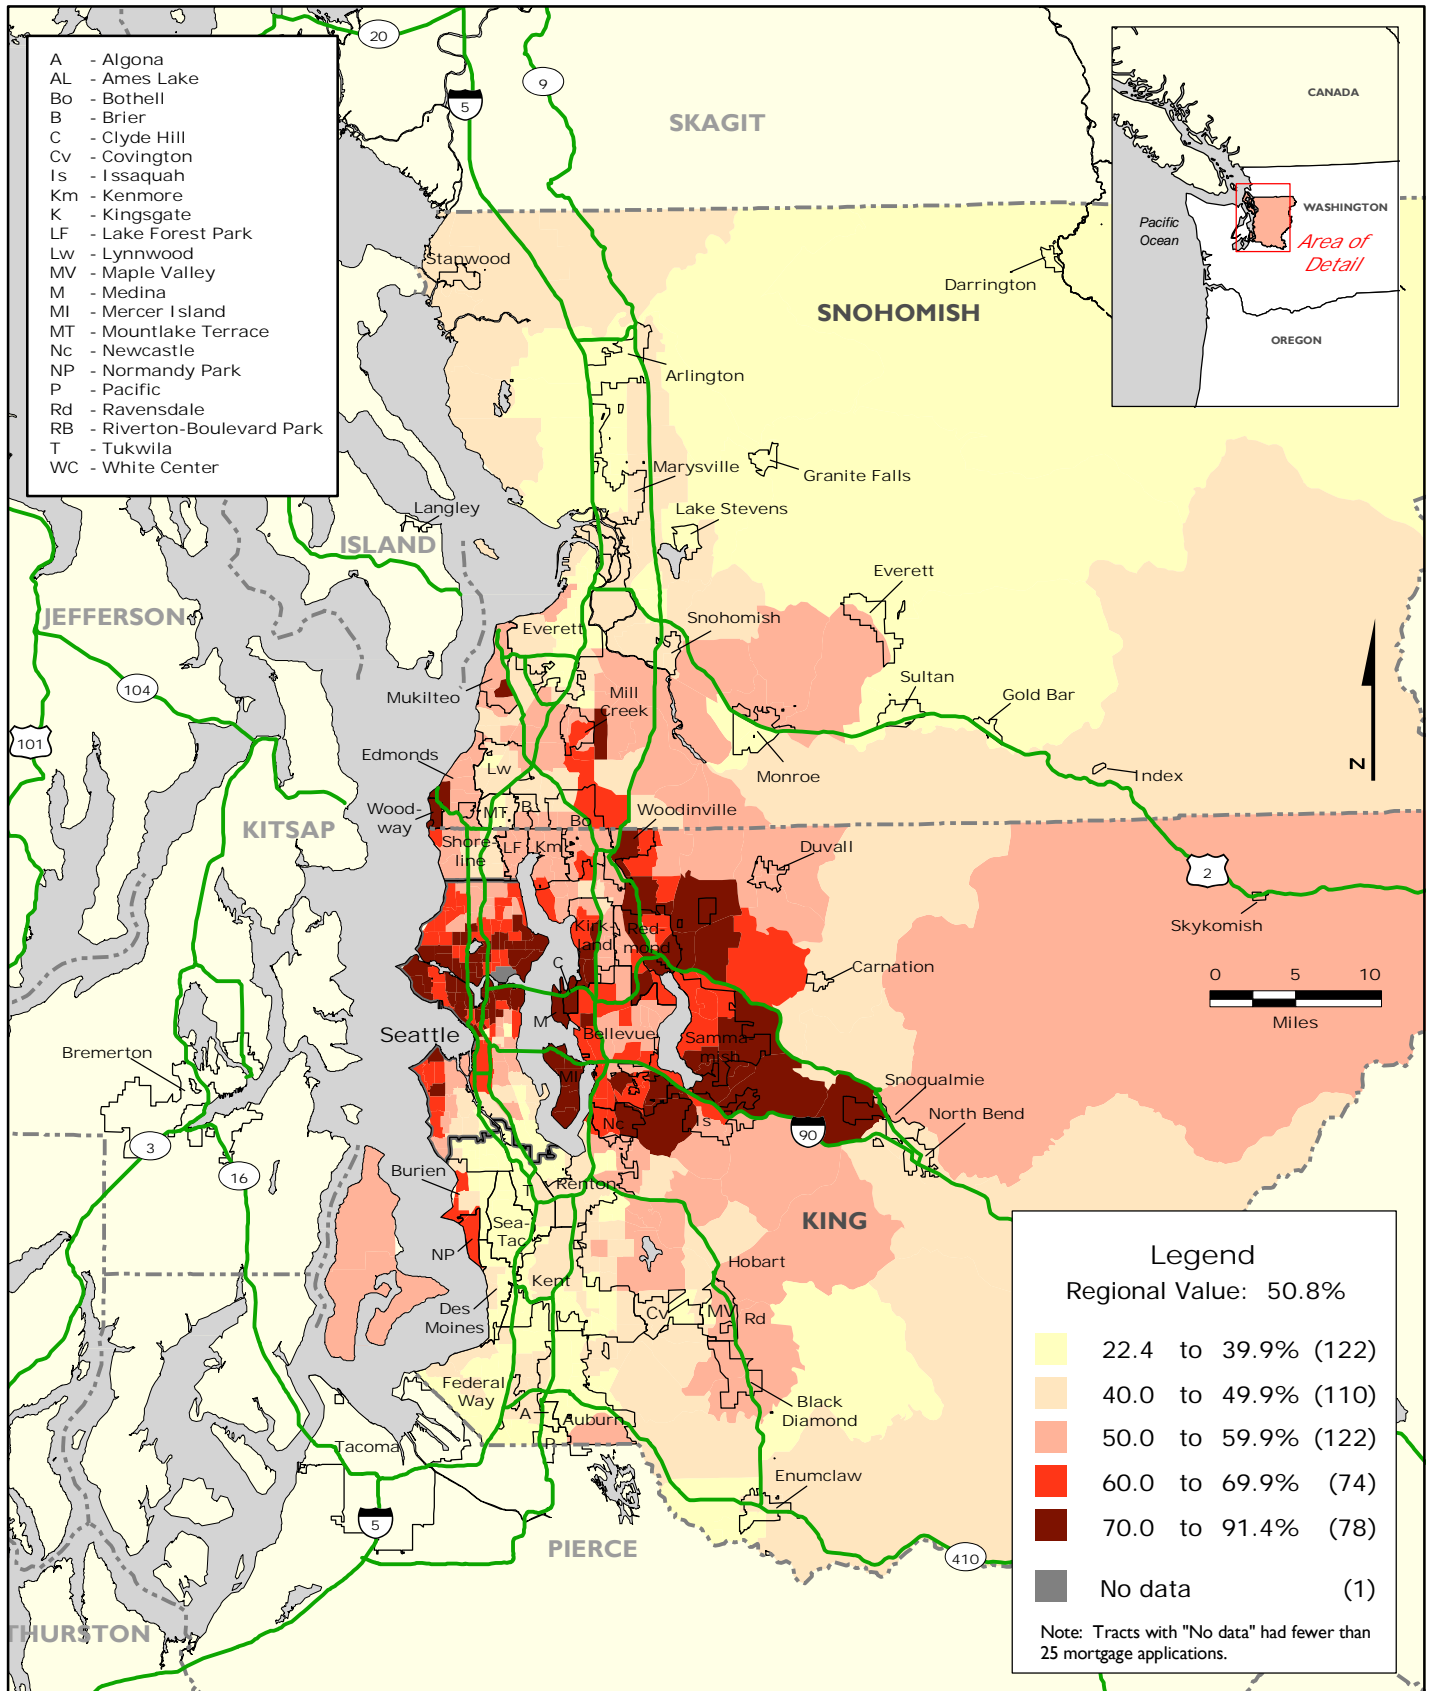 A - Algona
AL - Ames Lake
Bo - Bothell
B - Brier
C - Clyde Hill
Cv - Covington
Is - Issaquah
Km - Kenmore
K - Kingsgate
LF - Lake Forest Park
Lw - Lynnwood
MV - Maple Valley
M - Medina
MI - Mercer Island
MT - Mountlake Terrace
Nc - Newcastle
NP - Normandy Park
P - Pacific
Rd - Ravensdale
RB - Riverton-Boulevard Park
T - Tukwila
WC - White Center
20
9
5
SKAGIT
CANADA
WASHINGTON
Pacific
Ocean
Area of
Detail
OREGON
Stanwood
Darrington
SNOHOMISH
Arlington
Marysville
Granite Falls
Langley
Lake Stevens
ISLAND
Everett
JEFFERSON
Snohomish
Everett
104
Mukilteo
Mill
Creek
Sultan
Gold Bar
101
Edmonds
Lw
Monroe
Index
N
Wood-
way
MT
B
Bo
Woodinville
KITSAP
Shore-
line
LF
Km
Duvall
2
Skykomish
Kirk-
land
Red-
mond
C
Carnation
0 5 10
Miles
Seattle
M
Bellevue
Samma-
mish
Bremerton
MI
Snoqualmie
North Bend
Nc
Is
90
3
16
Burien
T
Renton
KING
Sea-
Tac
NP
Hobart
Kent
Des
Moines
Cv
MV
Rd
Federal
Way
A
Auburn
Black
Diamond
P
Tacoma
Enumclaw
5
PIERCE
410
THURSTON
Legend
Regional Value: 50.8%
22.4 to 39.9% (122)
40.0 to 49.9% (110)
50.0 to 59.9% (122)
60.0 to 69.9% (74)
70.0 to 91.4% (78)
No data (1)
Note: Tracts with "No data" had fewer than
25 mortgage applications.